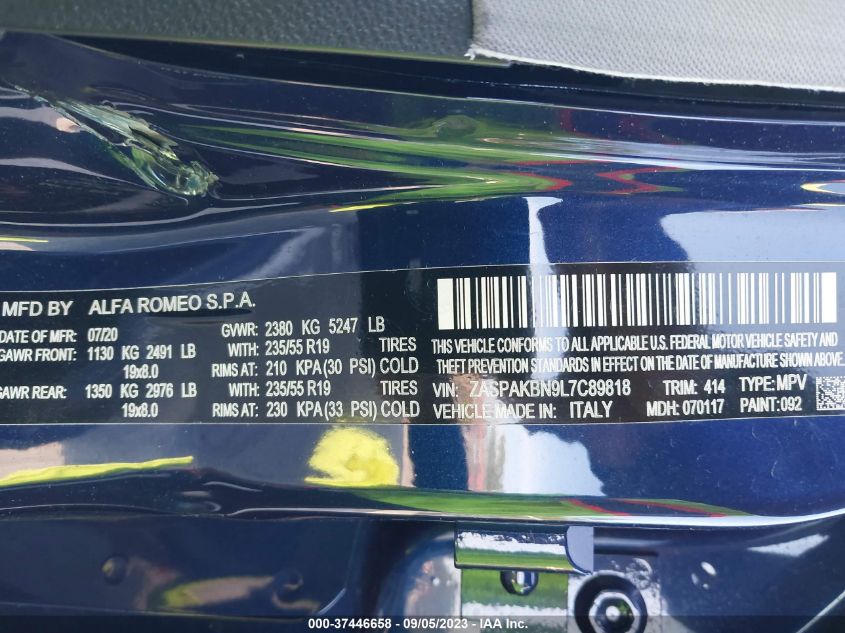 MFD BY ALFA ROMEO S.P.A.
DATE OF MFR: 07/20 GVWR: 2380 KG 5247 LB
GAWR FRONT: 1130 KG 2491 LB WITH: 235/55 R19 TIRES
19x8.0 RIMS AT: 210 KPA(30 PSI) COLD
GAWR REAR: 1350 KG 2976 LB WITH: 235/55 R19 TIRES
19x8.0 RIMS AT: 230 KPA(33 PSI) COLD
THIS VEHICLE CONFORMS TO ALL APPLICABLE U.S. FEDERAL MOTOR VEHICLE SAFETY AND THEFT PREVENTION
STANDARDS IN EFFECT ON THE DATE OF MANUFACTURE SHOWN ABOVE.
VIN: ZASPAKBN9L7C89818 TRIM: 414 TYPE: MPV
VEHICLE MADE IN: ITALY MDH: 070117 PAINT: 092
000-37446658 - 09/05/2023 - © IAA Inc.